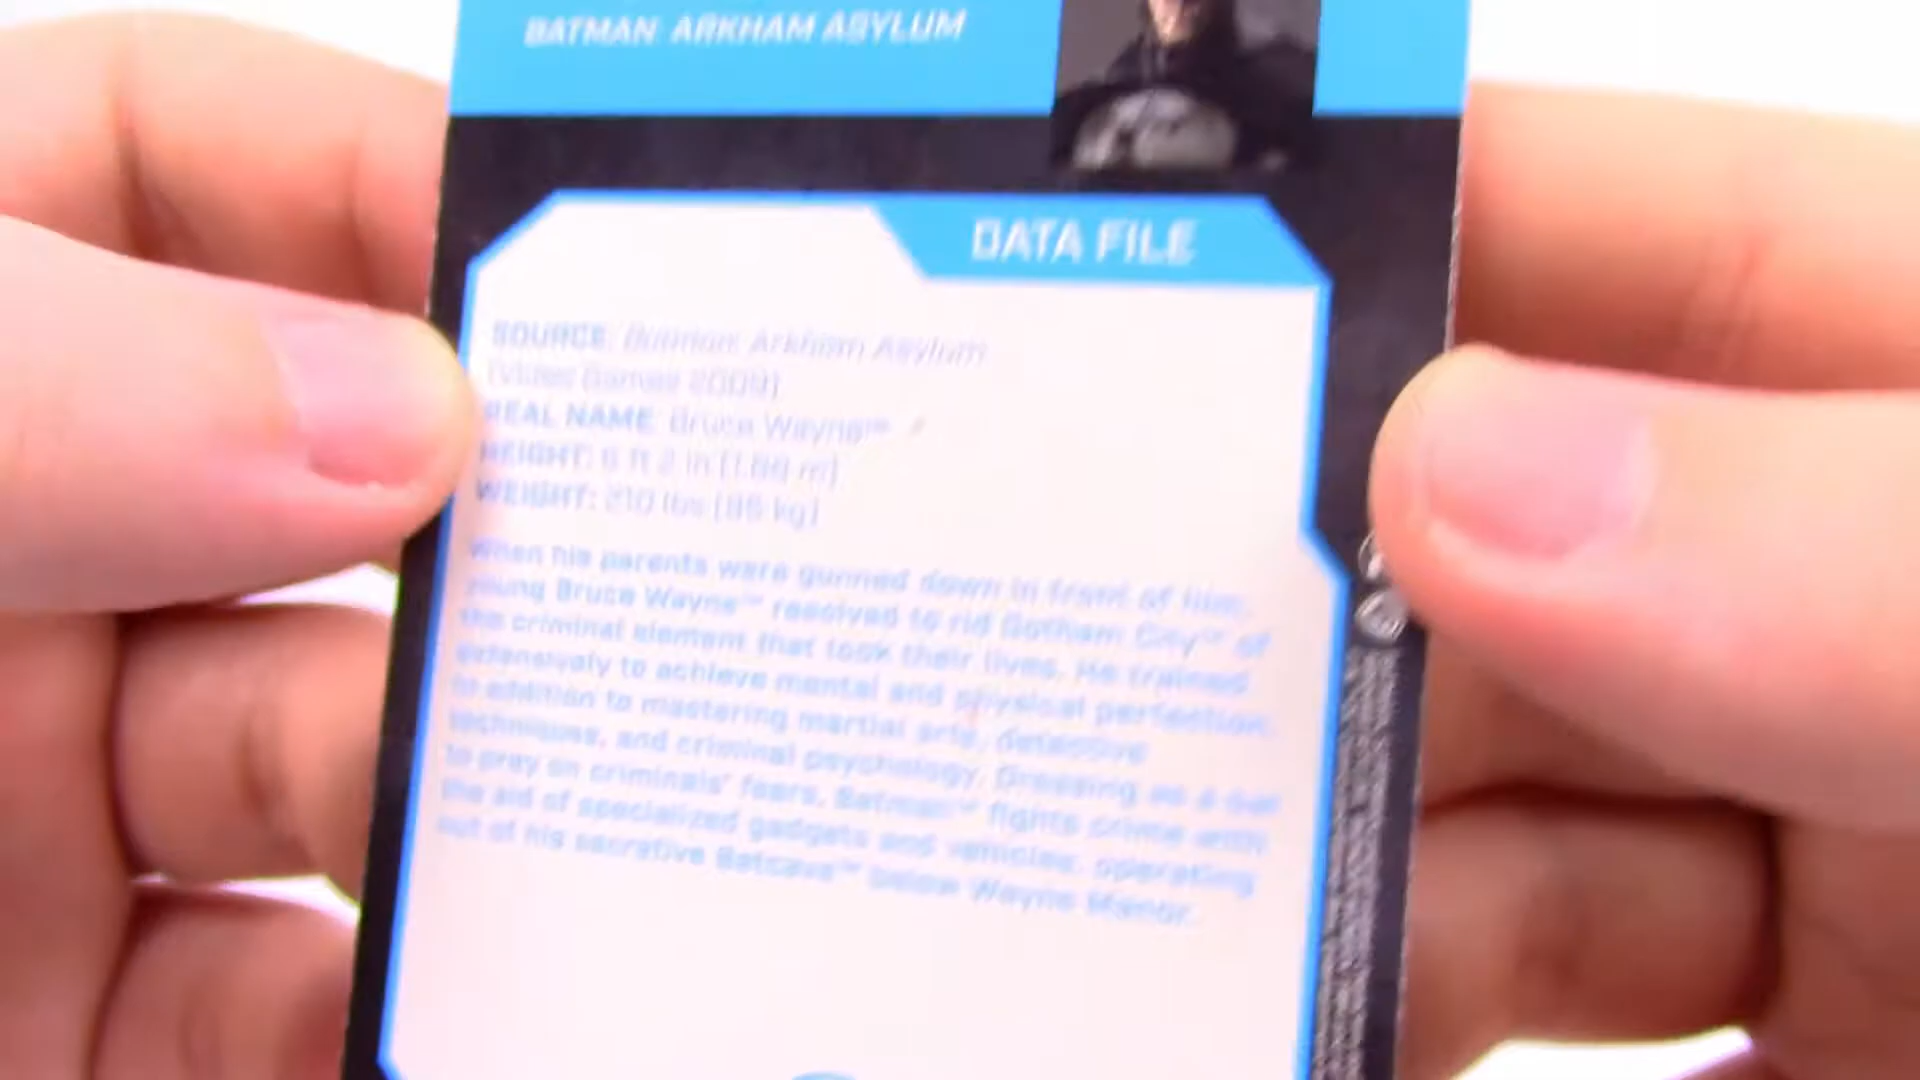 BATMAN: ARKHAM ASYLUM
DATA FILE
SOURCE: Batman: Arkham Asylum
(Video Games 2009)
REAL NAME: Bruce Wayne™
HEIGHT: 6 ft 2 in (1.88 m)
WEIGHT: 210 lbs (95 kg)
When his parents were gunned down in front of him,
young Bruce Wayne™ resolved to rid Gotham City™ of
the criminal element that took their lives. He trained
extensively to achieve mental and physical perfection,
in addition to mastering martial arts, detective
techniques, and criminal psychology. Dressing as a bat
to prey on criminals' fears, Batman™ fights crime with
the aid of specialized gadgets and vehicles, operating
out of his secretive Batcave™ below Wayne Manor.